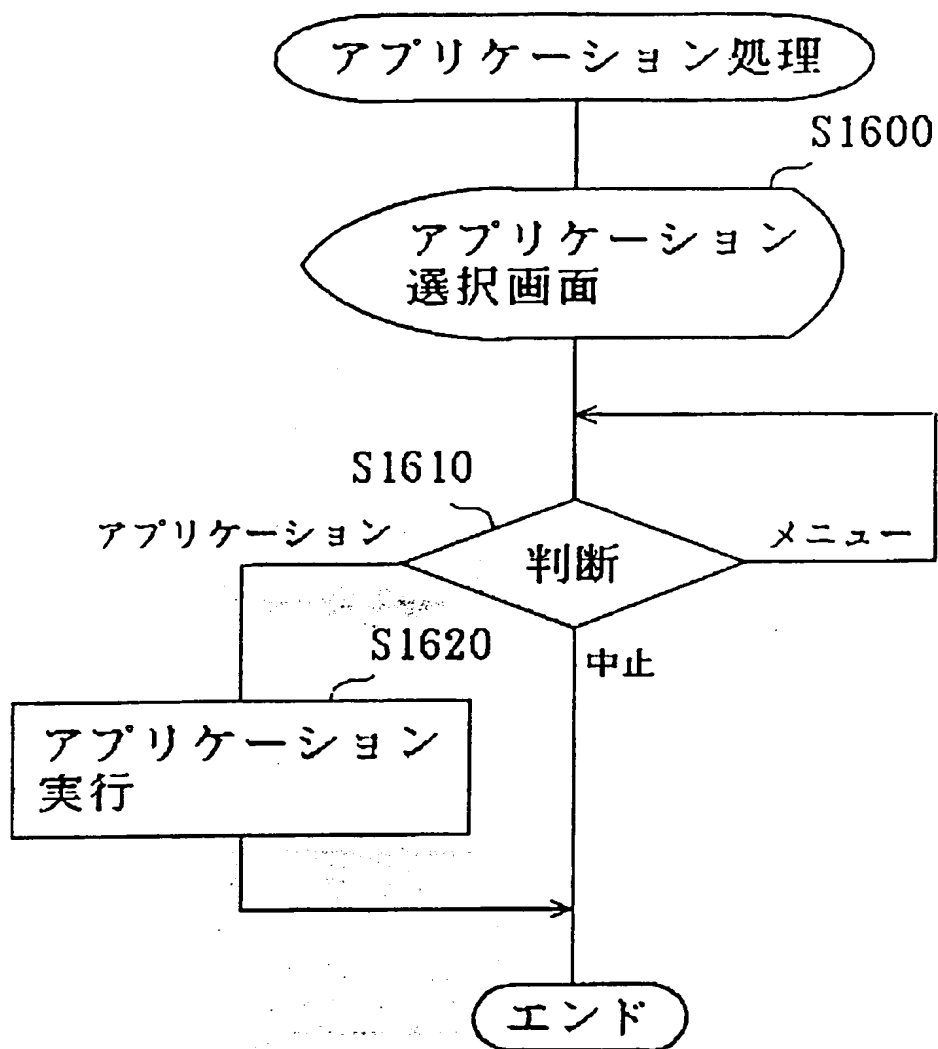 アプリケーション処理
S1600
アプリケーション
選択画面
S1610
アプリケーション
判断
メニュー
S1620
中止
アプリケーション
実行
エンド